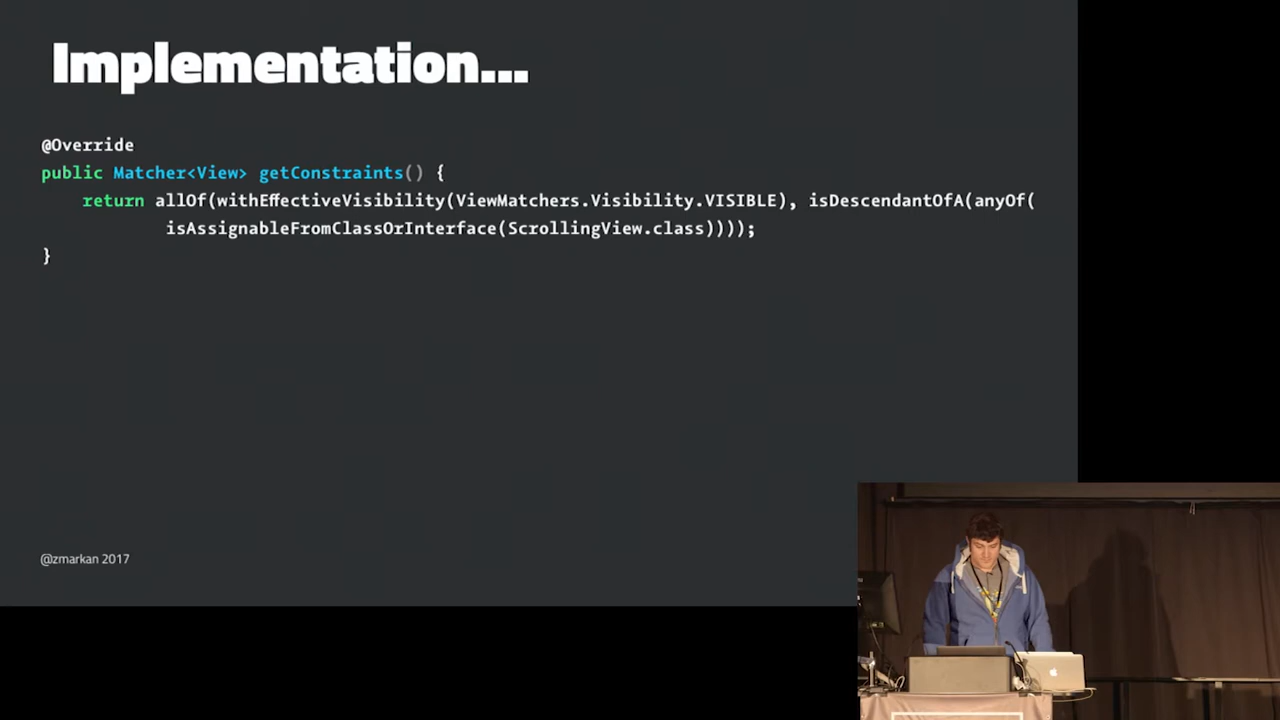 Implementation...
@Override
public Matcher<View> getConstraints() {
return allOf(withEffectiveVisibility(ViewMatchers.Visibility.VISIBLE), isDescendantOfA(anyOf(
isAssignableFromClassOrInterface(ScrollingView.class))));
}
@zmarkan 2017